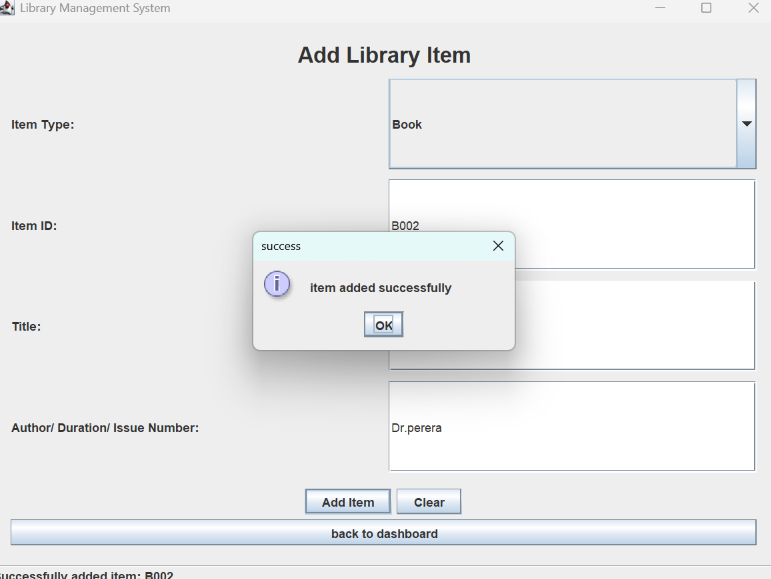 Library Management System
Add Library Item
Item Type:
Book
Item ID:
B002
success
item added successfully
OK
Title:
Author/ Duration/ Issue Number:
Dr.perera
Add Item
Clear
back to dashboard
uccessfully added item: B002